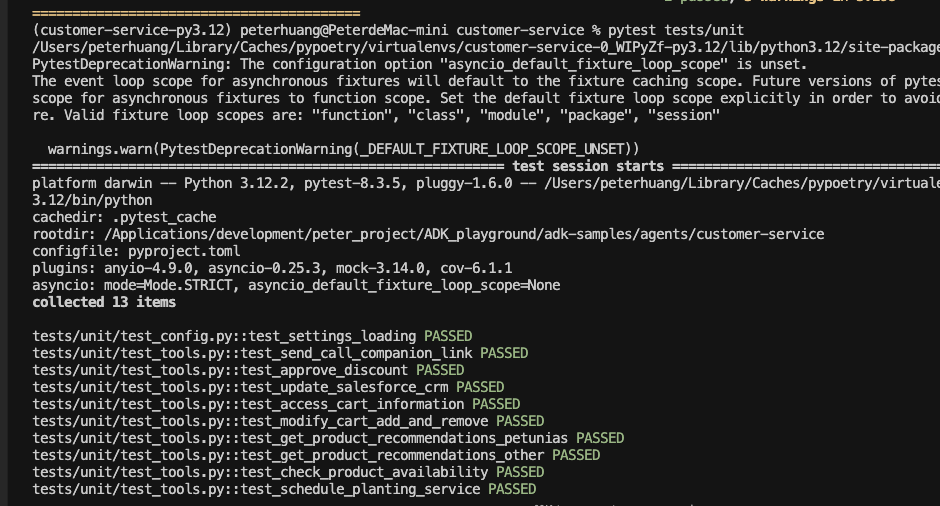 ========================================
(customer-service-py3.12) peterhuang@PeterdeMac-mini customer-service % pytest tests/unit
/Users/peterhuang/Library/Caches/pypoetry/virtualenvs/customer-service-0_WIPyZf-py3.12/lib/python3.12/site-package
PytestDeprecationWarning: The configuration option "asyncio_default_fixture_loop_scope" is unset.
The event loop scope for asynchronous fixtures will default to the fixture caching scope. Future versions of pytes
scope for asynchronous fixtures to function scope. Set the default fixture loop scope explicitly in order to avoid
re. Valid fixture loop scopes are: "function", "class", "module", "package", "session"
warnings.warn(PytestDeprecationWarning(_DEFAULT_FIXTURE_LOOP_SCOPE_UNSET))
========================= test session starts =========================
platform darwin -- Python 3.12.2, pytest-8.3.5, pluggy-1.6.0 -- /Users/peterhuang/Library/Caches/pypoetry/virtuale
3.12/bin/python
cachedir: .pytest_cache
rootdir: /Applications/development/peter_project/ADK_playground/adk-samples/agents/customer-service
configfile: pyproject.toml
plugins: anyio-4.9.0, asyncio-0.25.3, mock-3.14.0, cov-6.1.1
asyncio: mode=Mode.STRICT, asyncio_default_fixture_loop_scope=None
collected 13 items
tests/unit/test_config.py::test_settings_loading PASSED
tests/unit/test_tools.py::test_send_call_companion_link PASSED
tests/unit/test_tools.py::test_approve_discount PASSED
tests/unit/test_tools.py::test_update_salesforce_crm PASSED
tests/unit/test_tools.py::test_access_cart_information PASSED
tests/unit/test_tools.py::test_modify_cart_add_and_remove PASSED
tests/unit/test_tools.py::test_get_product_recommendations_petunias PASSED
tests/unit/test_tools.py::test_get_product_recommendations_other PASSED
tests/unit/test_tools.py::test_check_product_availability PASSED
tests/unit/test_tools.py::test_schedule_planting_service PASSED